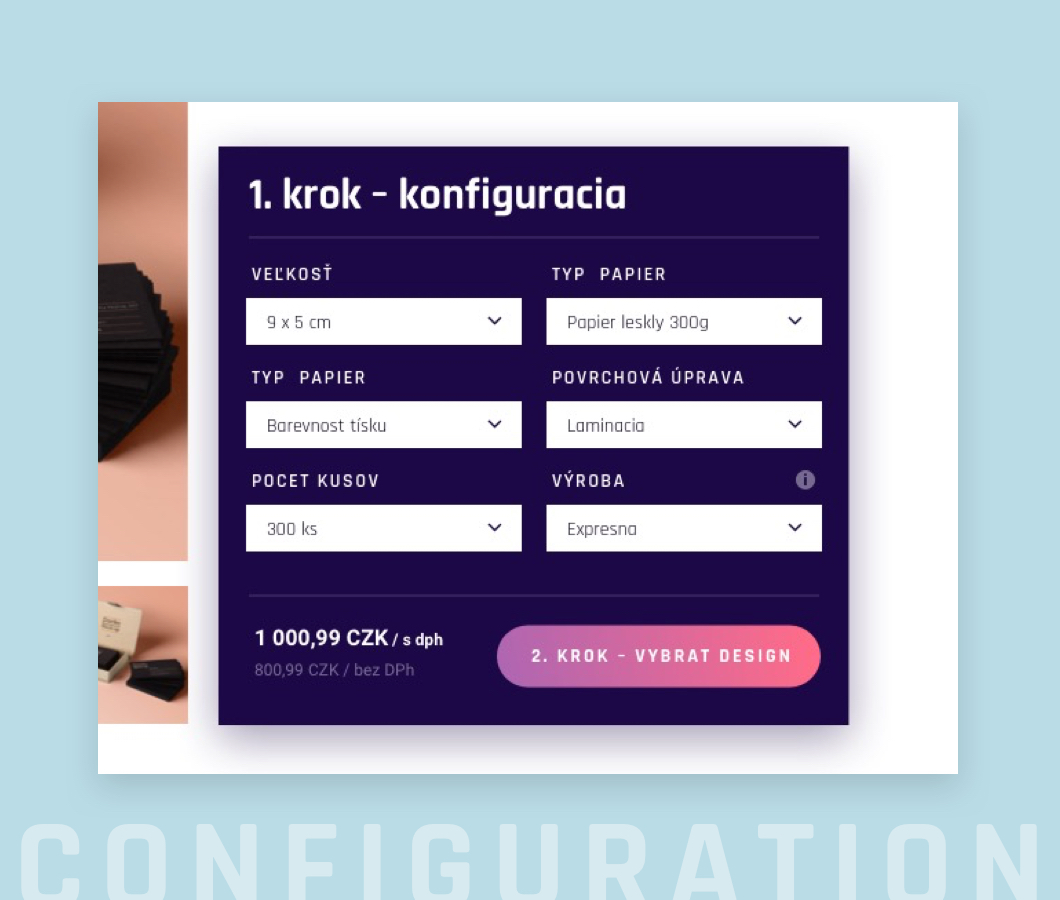 1. krok - konfiguracia
VEĽKOSŤ
TYP PAPIER
9 x 5 cm
Papier leskly 300g
TYP PAPIER
POVRCHOVÁ ÚPRAVA
Barevnost tísku
Laminacia
POCET KUSOV
VÝROBA
300 ks
Expresna
1 000,99 CZK / s dph
800,99 CZK / bez DPh
2. KROK - VYBRAT DESIGN
CONFIGURATION